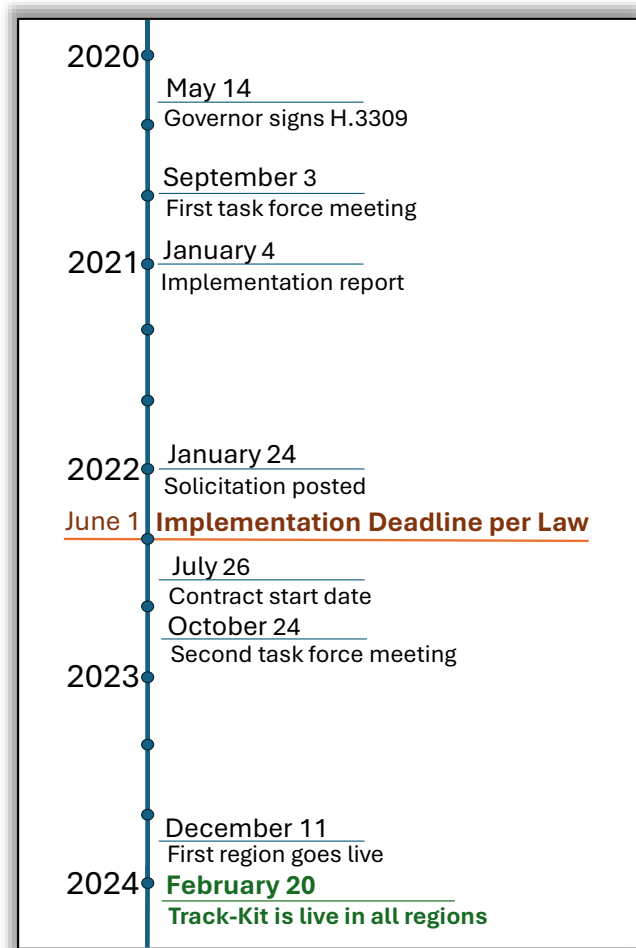 2020
May 14
Governor signs H.3309
September 3
First task force meeting
2021
January 4
Implementation report
2022
January 24
Solicitation posted
June 1 Implementation Deadline per Law
July 26
Contract start date
October 24
Second task force meeting
2023
December 11
First region goes live
2024
February 20
Track-Kit is live in all regions